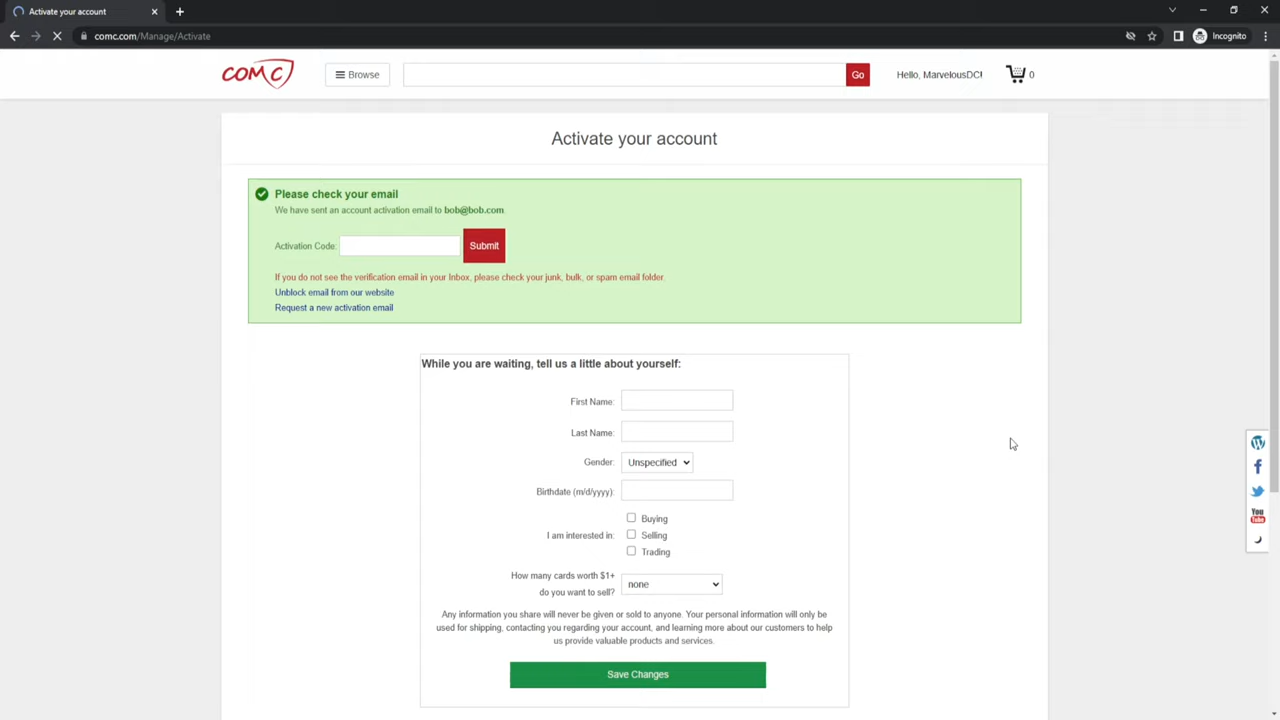 Activate your account
comc.com/Manage/Activate
Incognito
COMC
Browse
Go
Hello, MarvelousDC!
0
Activate your account
Please check your email
We have sent an account activation email to bob@bob.com.
Activation Code:
Submit
If you do not see the verification email in your Inbox, please check your junk, bulk, or spam email folder.
Unblock email from our website
Request a new activation email
While you are waiting, tell us a little about yourself:
First Name:
Last Name:
Gender: Unspecified
Birthdate (m/d/yyyy):
Buying
I am interested in: Selling
Trading
How many cards worth $1+
do you want to sell? none
Any information you share will never be given or sold to anyone. Your personal information will only be
used for shipping, contacting you regarding your account, and learning more about our customers to help
us provide valuable products and services.
Save Changes
You
Tube